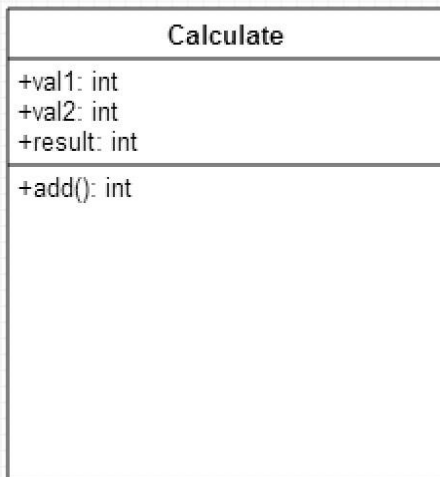 Calculate
+val1: int
+val2: int
+result: int
+add(): int